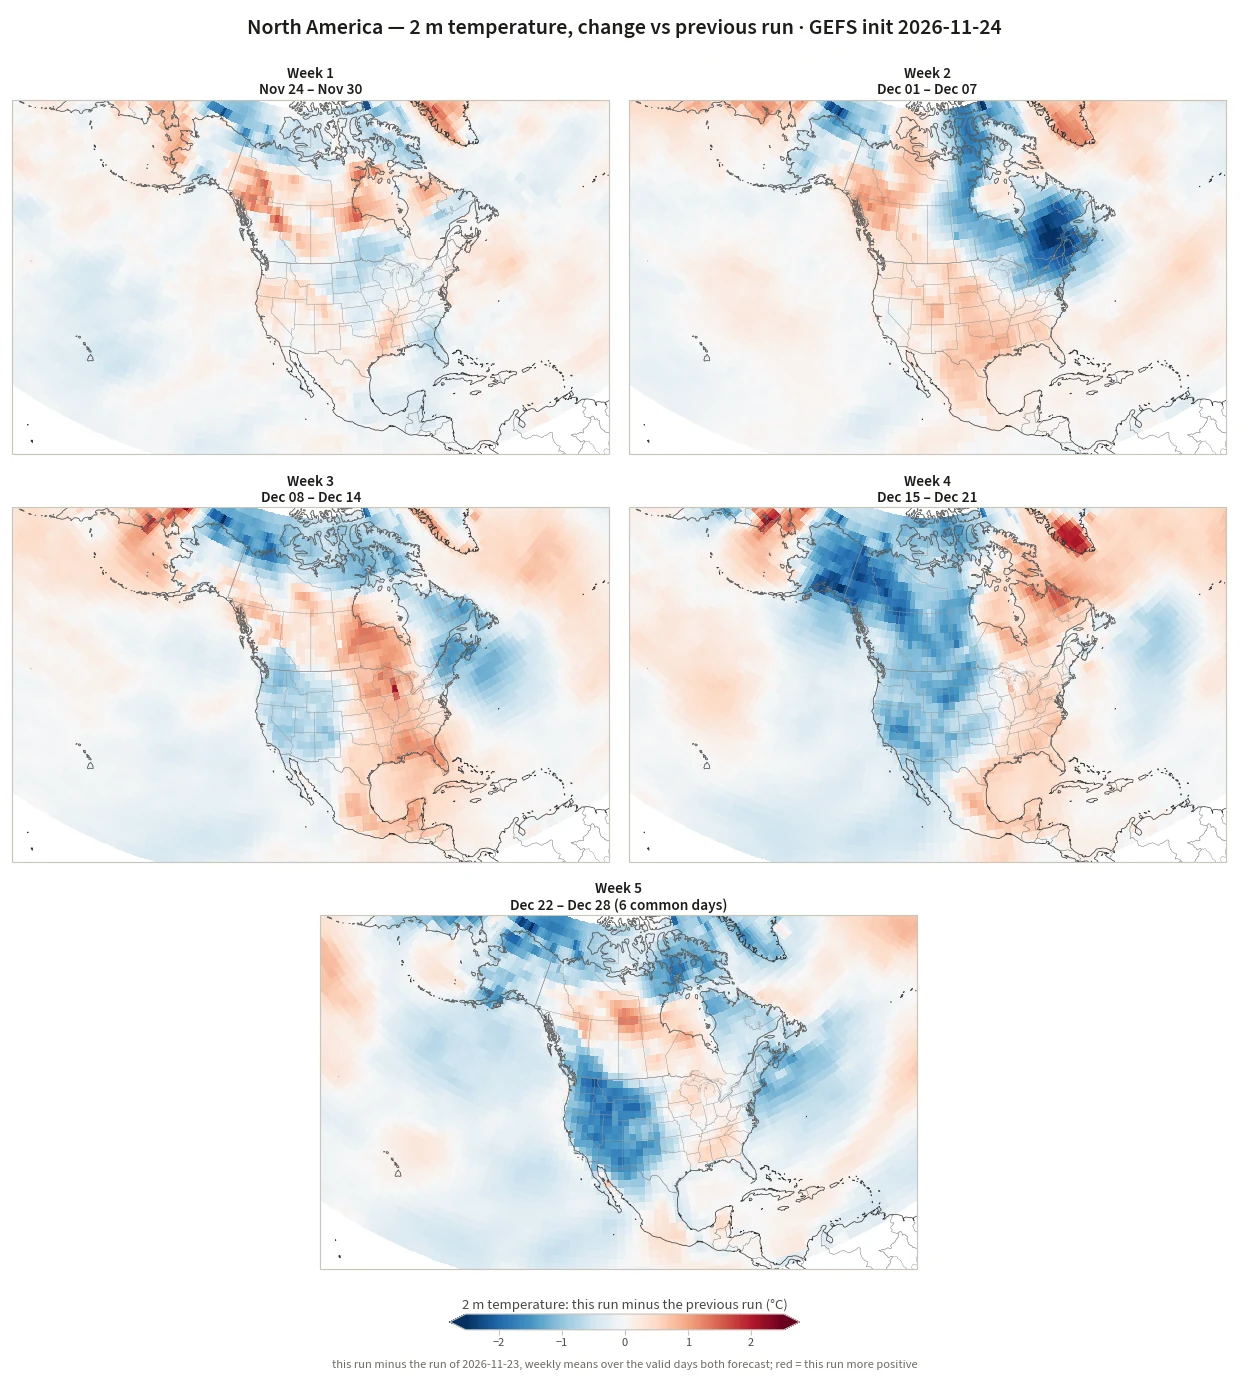 North America — 2 m temperature, change vs previous run · GEFS init 2026-11-24
Week 1
Nov 24 – Nov 30
Week 2
Dec 01 – Dec 07
Week 3
Dec 08 – Dec 14
Week 4
Dec 15 – Dec 21
Week 5
Dec 22 – Dec 28 (6 common days)
2 m temperature: this run minus the previous run (°C)
−2 −1 0 1 2
this run minus the run of 2026-11-23, weekly means over the valid days both forecast; red = this run more positive